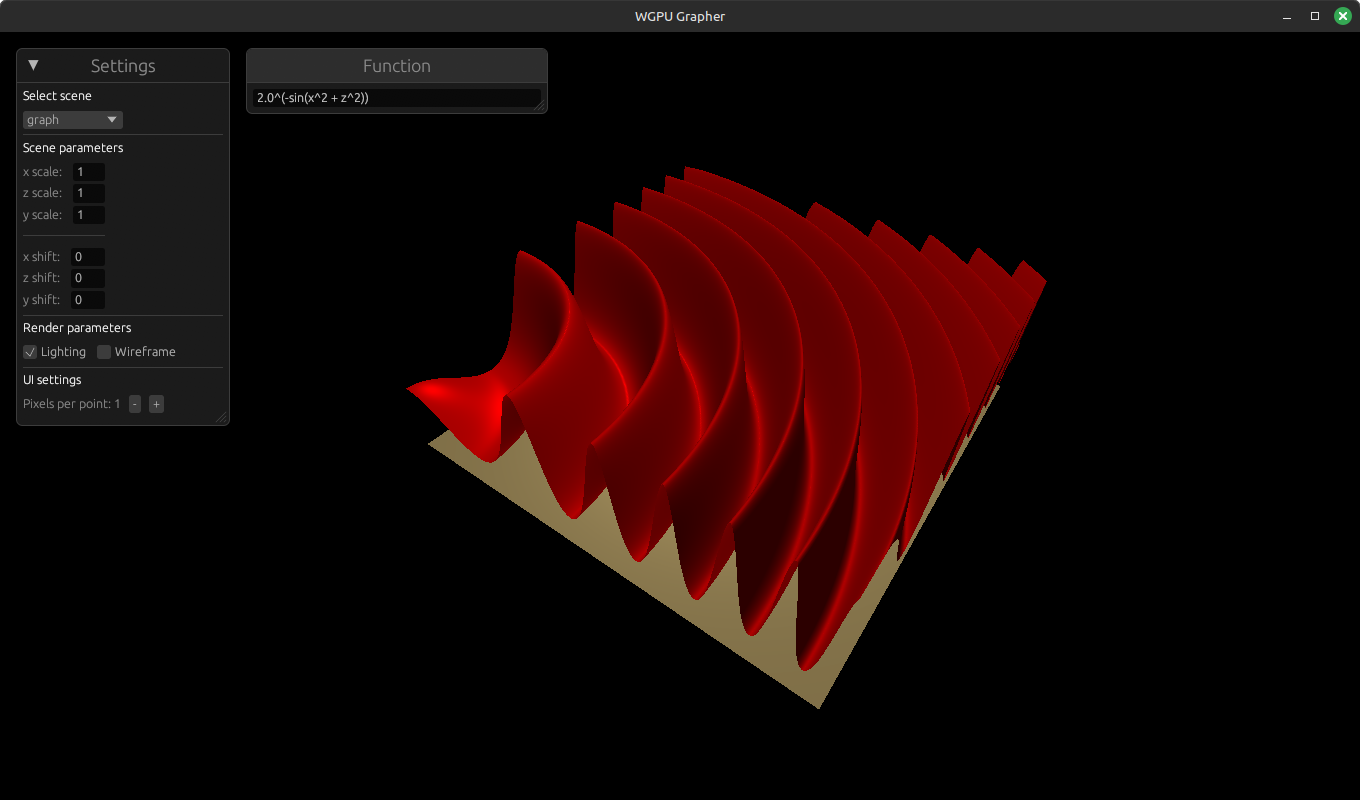 WGPU Grapher
Settings
Select scene
graph
Scene parameters
x scale: 1
z scale: 1
y scale: 1
x shift: 0
z shift: 0
y shift: 0
Render parameters
Lighting Wireframe
UI settings
Pixels per point: 1 - +
Function
2.0^(-sin(x^2 + z^2))